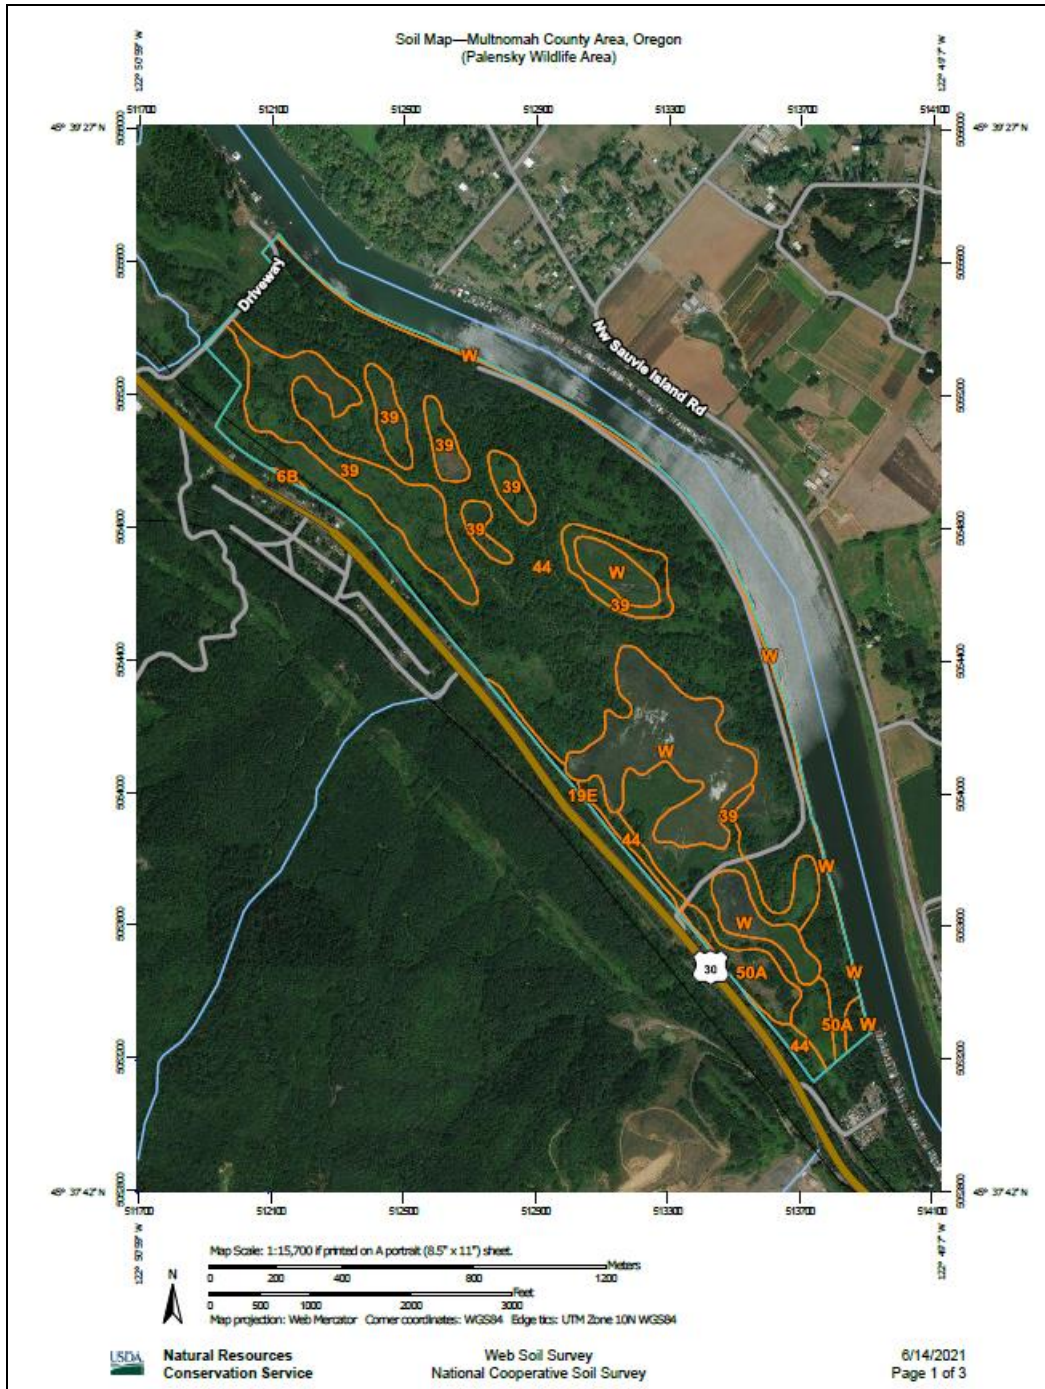 Soil Map—Multnomah County Area, Oregon
(Palensky Wildlife Area)
122° 50' 59" W
122° 49' 7" W
511700 512100 512500 512900 513300 513700 514100
45° 39' 27" N
45° 39' 27" N
Driveway
Nw Sauvie Island Rd
W
39
39
39
6B
39
39
44
W
39
W
W
19E
39
44
W
W
50A
W
30
50A
W
44
45° 37' 42" N
45° 37' 42" N
511700 512100 512500 512900 513300 513700 514100
122° 50' 59" W
122° 49' 7" W
Map Scale: 1:15,700 if printed on A portrait (8.5" x 11") sheet.
N
Meters
0 200 400 800 1200
Feet
0 500 1000 2000 3000
Map projection: Web Mercator Corner coordinates: WGS84 Edge tics: UTM Zone 10N WGS84
USDA
Natural Resources
Conservation Service
Web Soil Survey
National Cooperative Soil Survey
6/14/2021
Page 1 of 3